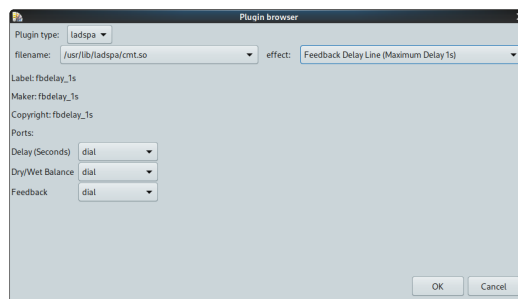 Plugin browser
Plugin type: ladspa
filename: /usr/lib/ladspa/cmt.so effect: Feedback Delay Line (Maximum Delay 1s)
Label: fbdelay_1s
Maker: fbdelay_1s
Copyright: fbdelay_1s
Ports:
Delay (Seconds) dial
Dry/Wet Balance dial
Feedback dial
OK Cancel